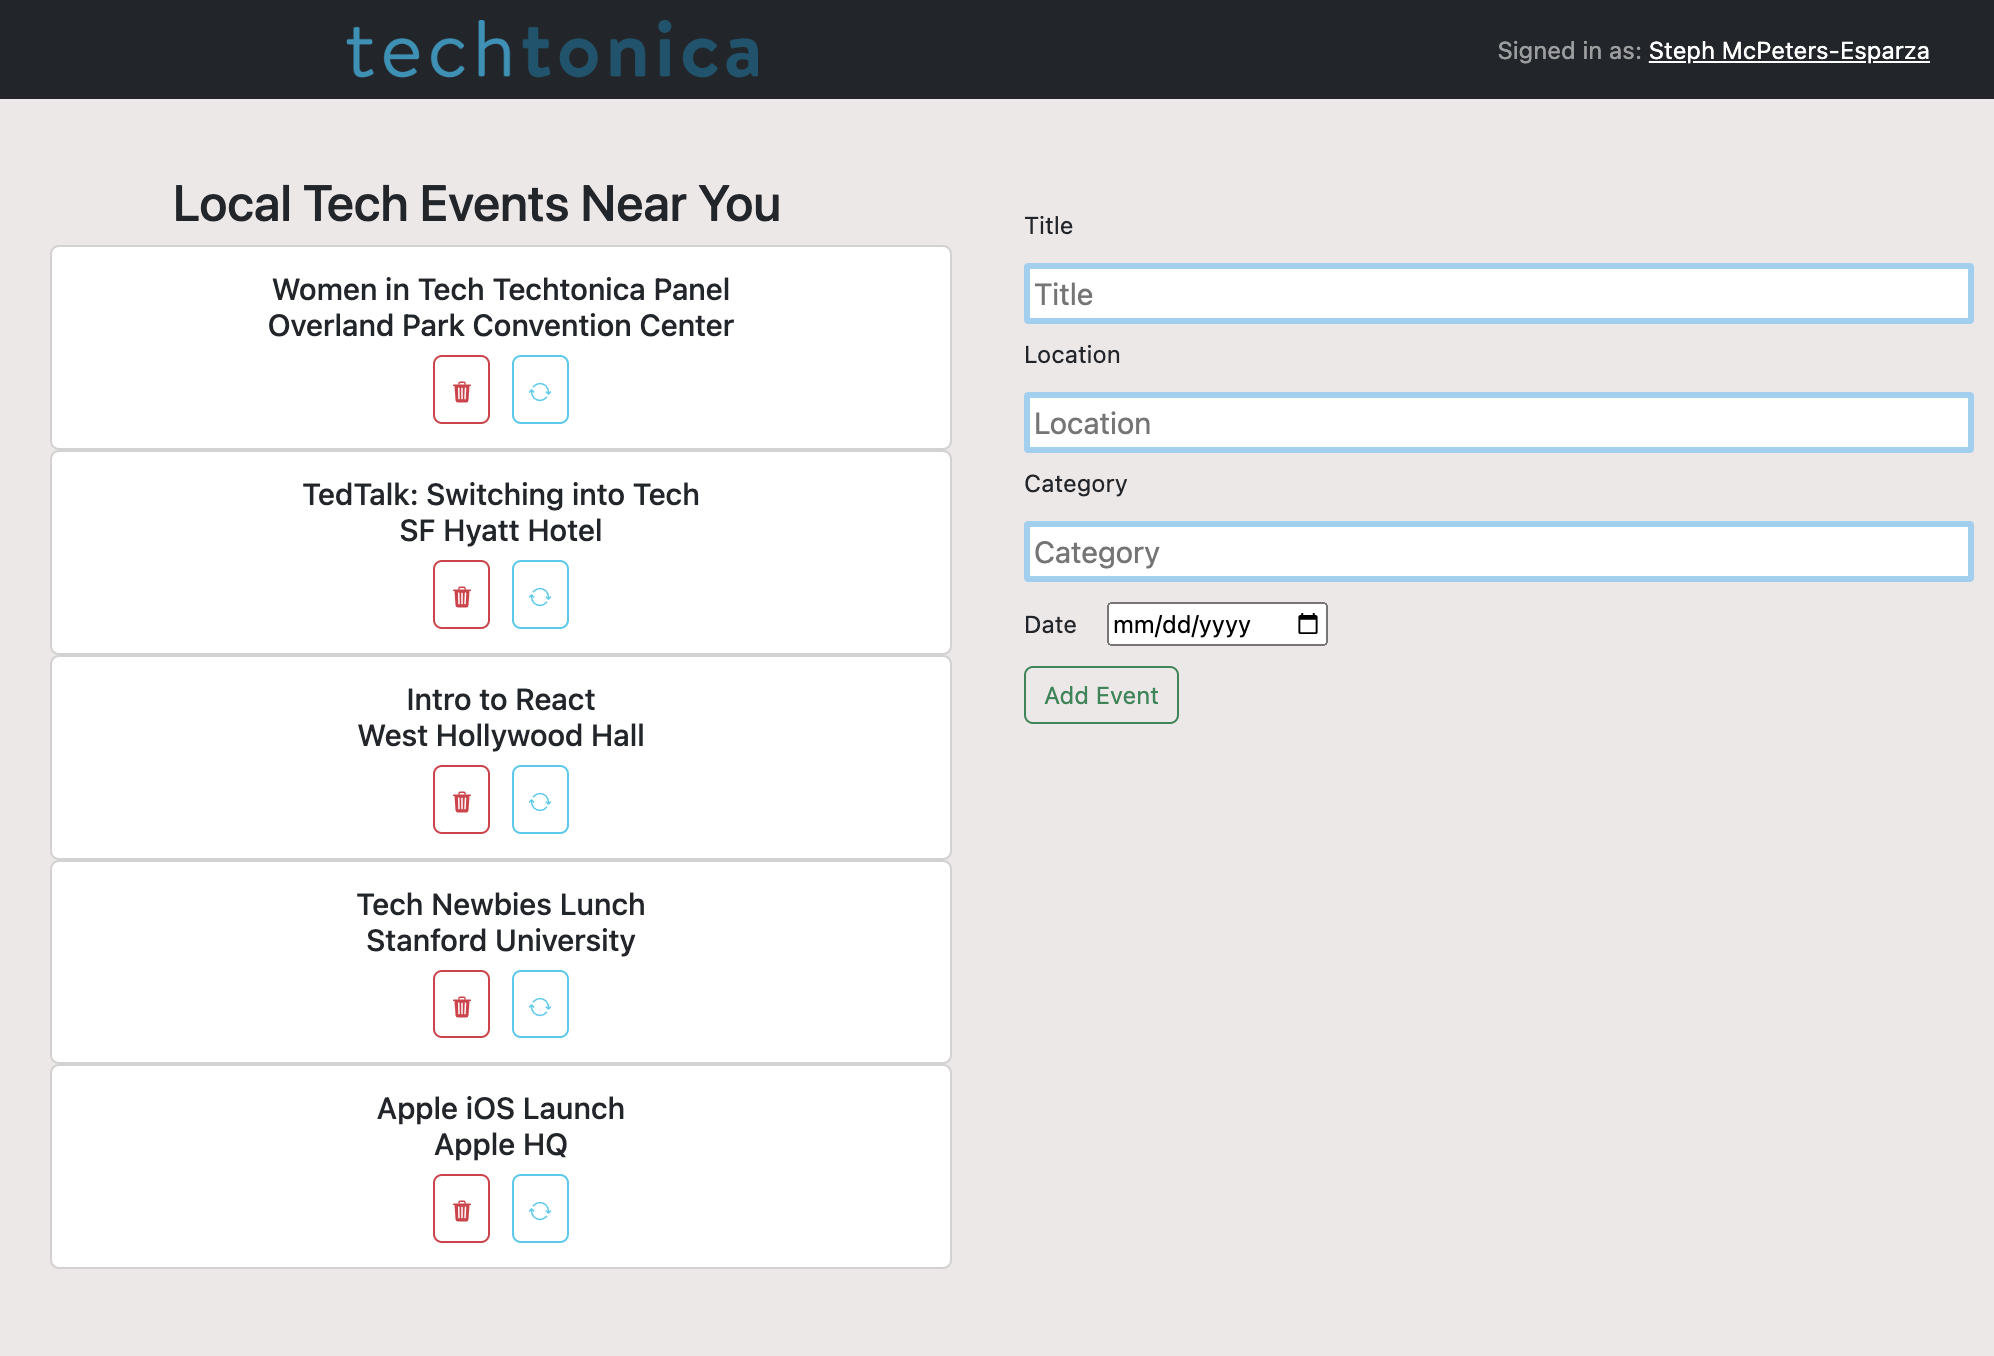 techtonica
Signed in as: Steph McPeters-Esparza
Local Tech Events Near You
Women in Tech Techtonica Panel
Overland Park Convention Center
TedTalk: Switching into Tech
SF Hyatt Hotel
Intro to React
West Hollywood Hall
Tech Newbies Lunch
Stanford University
Apple iOS Launch
Apple HQ
Title
Title
Location
Location
Category
Category
Date mm/dd/yyyy
Add Event